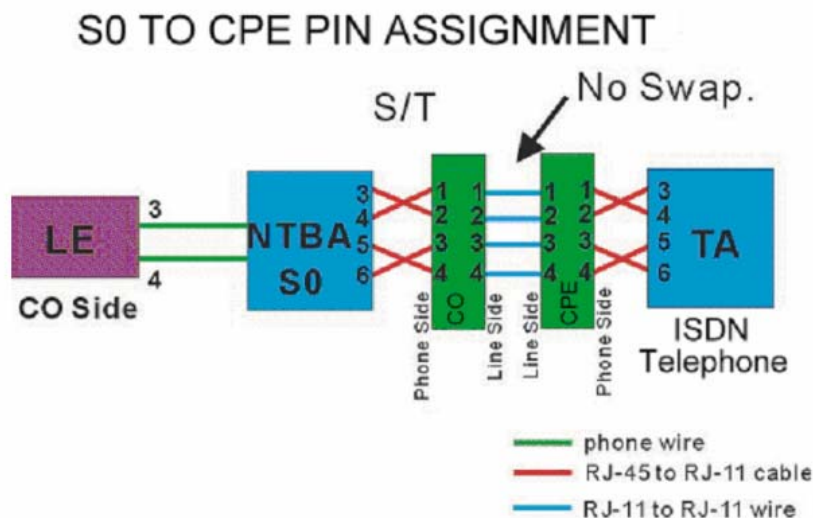 S0 TO CPE PIN ASSIGNMENT
No Swap.
S/T
3
LE
4
CO Side
NTBA
S0
3
4
5
6
1
2
3
4
CO
Phone Side
Line Side
1
2
3
4
1
2
3
4
CPE
Line Side
Phone Side
1
2
3
4
3
4
5
6
TA
ISDN
Telephone
phone wire
RJ-45 to RJ-11 cable
RJ-11 to RJ-11 wire